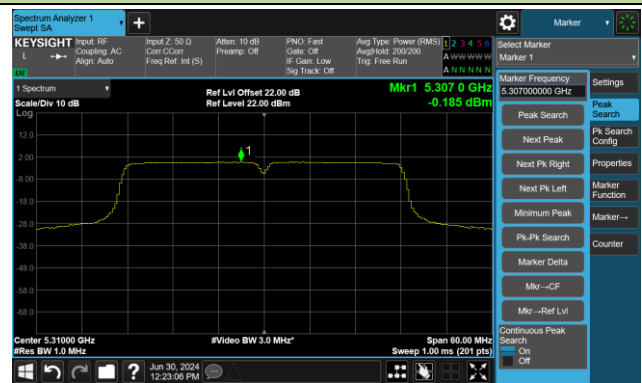 Spectrum Analyzer 1
Swept SA
Marker
KEYSIGHT
L
LW
Input: RF
Coupling: AC
Align: Auto
Input Z: 50 Ω
Corr CCorr
Freq Ref: Int (S)
Atten: 10 dB
Preamp: Off
PNO: Fast
Gate: Off
IF Gain: Low
Sig Track: Off
Avg Type: Power (RMS)
Avg|Hold: 200/200
Trig: Free Run
1 2 3 4 5 6
A W W W W W
A N N N N N
Select Marker
Marker 1
1 Spectrum
Scale/Div 10 dB
Log
Ref Lvl Offset 22.00 dB
Ref Level 22.00 dBm
Mkr1 5.307 0 GHz
-0.185 dBm
12.0
2.00
-8.00
-18.0
-28.0
-38.0
-48.0
-58.0
-68.0
1
Center 5.31000 GHz
#Res BW 1.0 MHz
#Video BW 3.0 MHz*
Span 60.00 MHz
Sweep 1.00 ms (201 pts)
Marker Frequency
5.307000000 GHz
Peak Search
Next Peak
Next Pk Right
Next Pk Left
Minimum Peak
Pk-Pk Search
Marker Delta
Mkr→CF
Mkr→Ref Lvl
Continuous Peak
Search
On
Off
Settings
Peak
Search
Pk Search
Config
Properties
Marker
Function
Marker→
Counter
?
Jun 30, 2024
12:23:06 PM